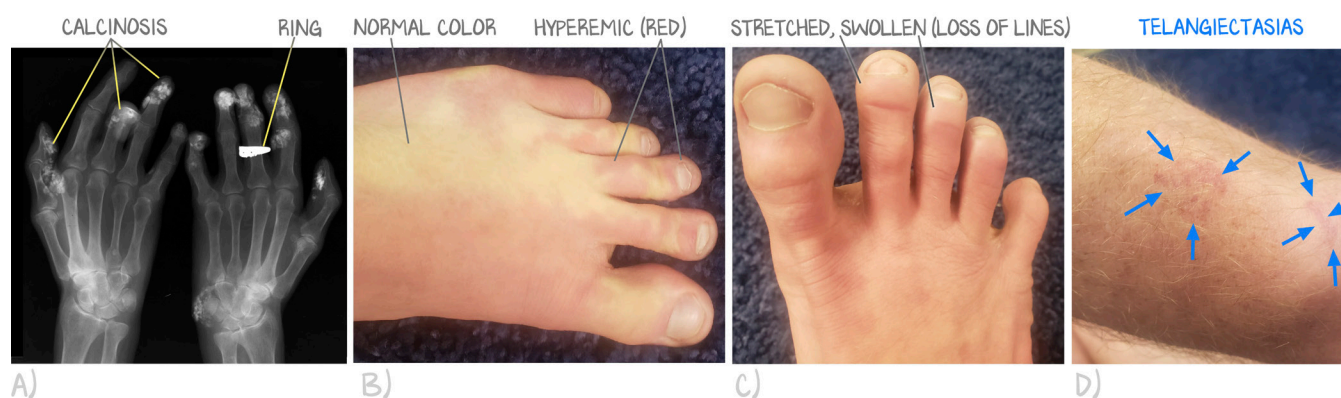 CALCINOSIS
RING
NORMAL COLOR
HYPEREMIC (RED)
STRETCHED, SWOLLEN (LOSS OF LINES)
TELANGIECTASIAS
A)
B)
C)
D)